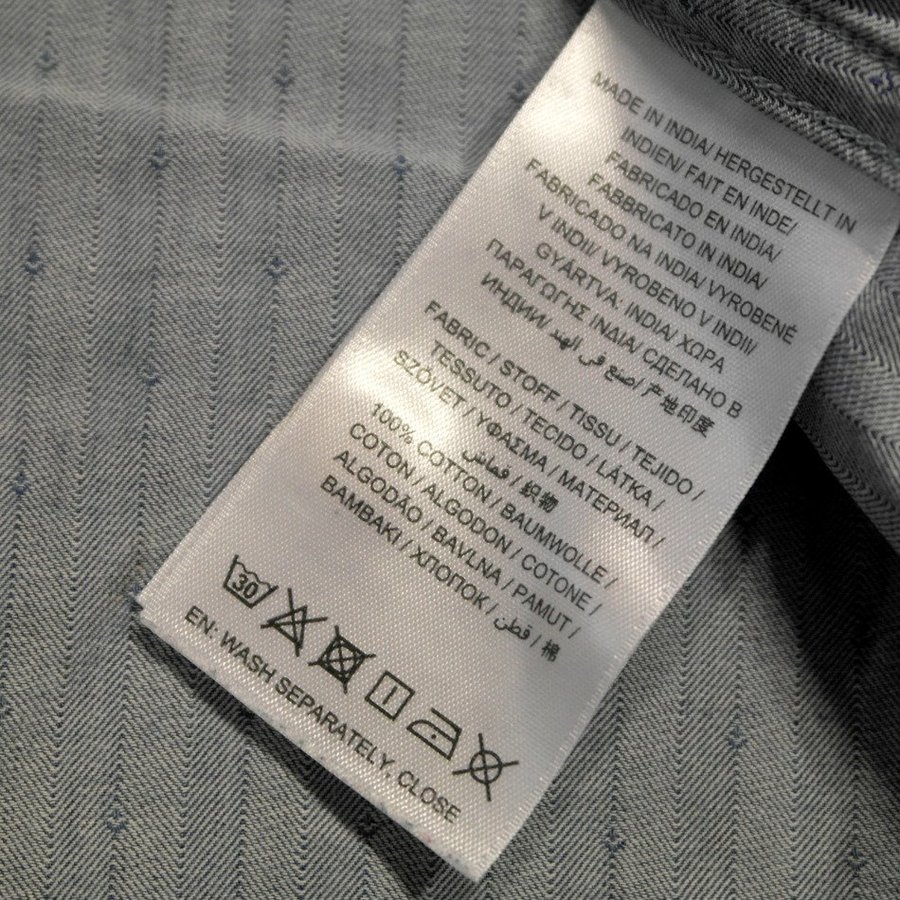 MADE IN INDIA/ HERGESTELLT IN
INDIEN/ FAIT EN INDE/
FABRICADO EN INDIA/
FABBRICATO IN INDIA/
FABRICADO NA INDIA/ VYROBENÉ
V INDII/ VYROBENO V INDII/
GYÁRTVA: INDIA/ ΧΩΡΑ
ΠΑΡΑΓΩΓΗΣ ΙΝΔΙΑ/ СДЕЛАНО В
ИНДИИ/ صنع في الهند / 产地印度
FABRIC / STOFF / TISSU / TEJIDO /
TESSUTO / TECIDO / LÁTKA /
SZÖVET / ΥΦΑΣΜΑ / МАТЕРИАЛ /
قماش / 织物
100% COTTON / BAUMWOLLE /
COTON / ALGODON / COTONE /
ALGODÃO / BAVLNA / PAMUT /
ΒΑΜΒΑΚΙ / ХЛОПОК / قطن / 棉
30
EN: WASH SEPARATELY, CLOSE